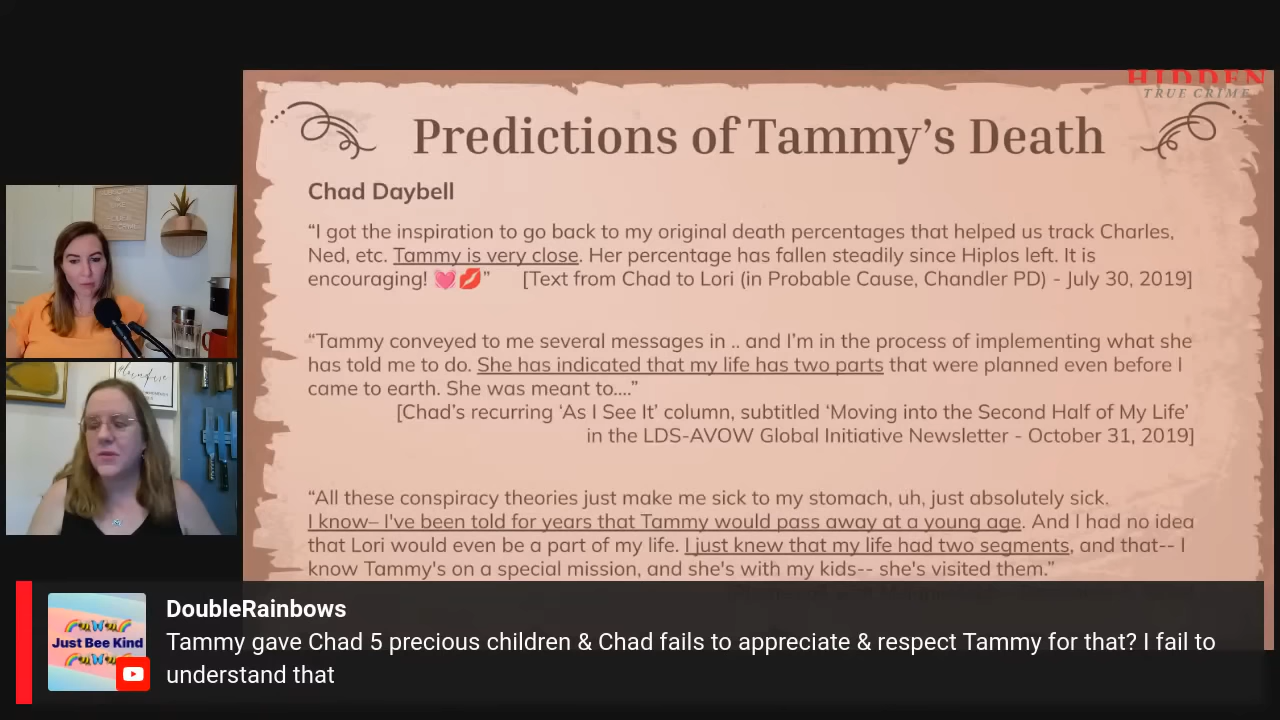 HIDDEN
TRUE CRIME
Predictions of Tammy’s Death
Chad Daybell
“I got the inspiration to go back to my original death percentages that helped us track Charles,
Ned, etc. Tammy is very close. Her percentage has fallen steadily since Hiplos left. It is
encouraging! 💓💋” [Text from Chad to Lori (in Probable Cause, Chandler PD) - July 30, 2019]
“Tammy conveyed to me several messages in .. and I’m in the process of implementing what she
has told me to do. She has indicated that my life has two parts that were planned even before I
came to earth. She was meant to....”
[Chad’s recurring ‘As I See It’ column, subtitled ‘Moving into the Second Half of My Life’
in the LDS-AVOW Global Initiative Newsletter - October 31, 2019]
“All these conspiracy theories just make me sick to my stomach, uh, just absolutely sick.
I know– I've been told for years that Tammy would pass away at a young age. And I had no idea
that Lori would even be a part of my life. I just knew that my life had two segments, and that-- I
know Tammy's on a special mission, and she's with my kids-- she's visited them.”
Just Bee Kind
DoubleRainbows
Tammy gave Chad 5 precious children & Chad fails to appreciate & respect Tammy for that? I fail to
understand that